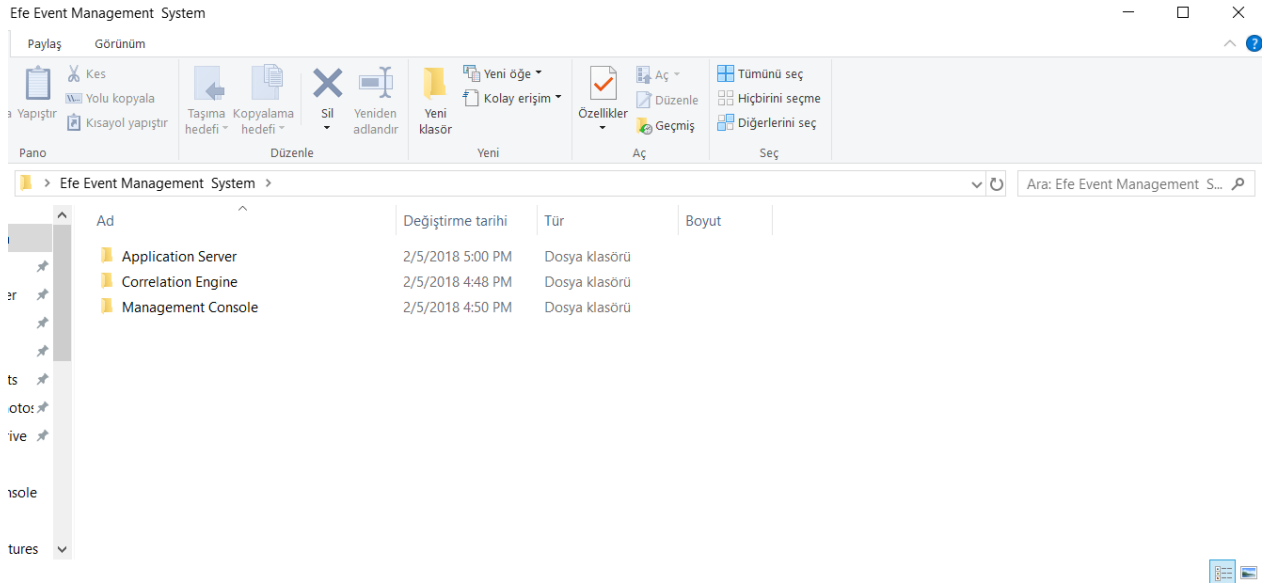 Efe Event Management  System
Paylaş Görünüm
Yapıştır
Kes
Yolu kopyala
Kısayol yapıştır
Taşıma hedefi
Kopyalama hedefi
Sil
Yeniden adlandır
Yeni klasör
Yeni öğe
Kolay erişim
Özellikler
Aç
Düzenle
Geçmiş
Tümünü seç
Hiçbirini seçme
Diğerlerini seç
Pano Düzenle Yeni Aç Seç
Efe Event Management  System
Ara: Efe Event Management  S...
Ad Değiştirme tarihi Tür Boyut
Application Server 2/5/2018 5:00 PM Dosya klasörü
Correlation Engine 2/5/2018 4:48 PM Dosya klasörü
Management Console 2/5/2018 4:50 PM Dosya klasörü